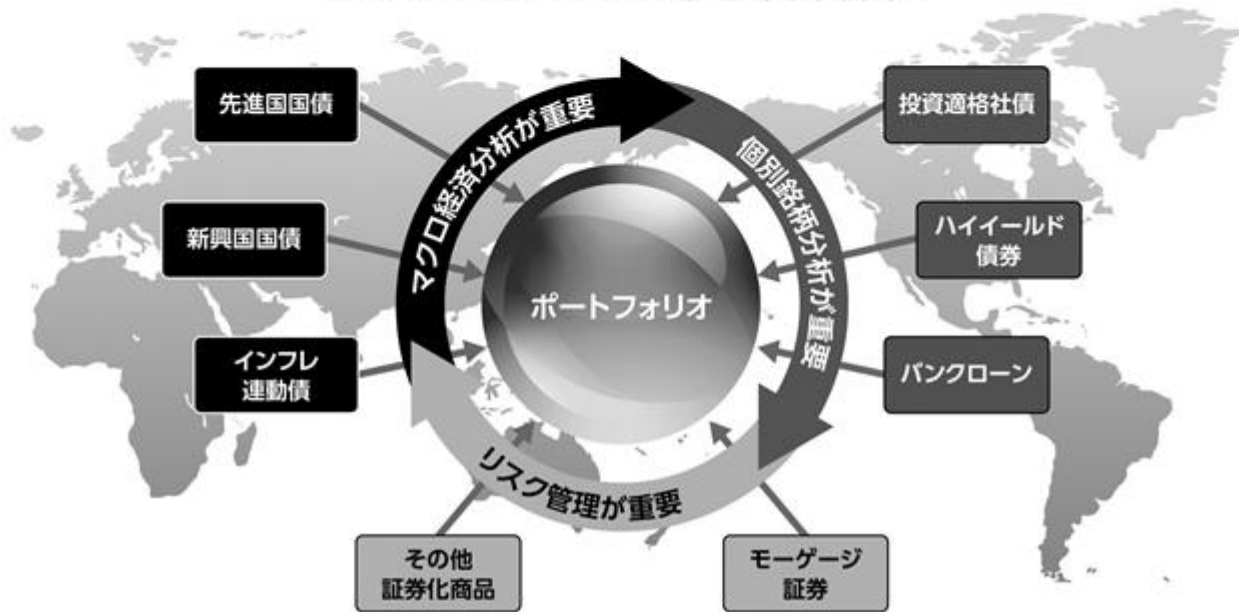 先進国国債
新興国国債
インフレ
連動債
マクロ経済分析が重要
個別銘柄分析が重要
リスク管理が重要
ポートフォリオ
投資適格社債
ハイイールド
債券
バンクローン
その他
証券化商品
モーゲージ
証券